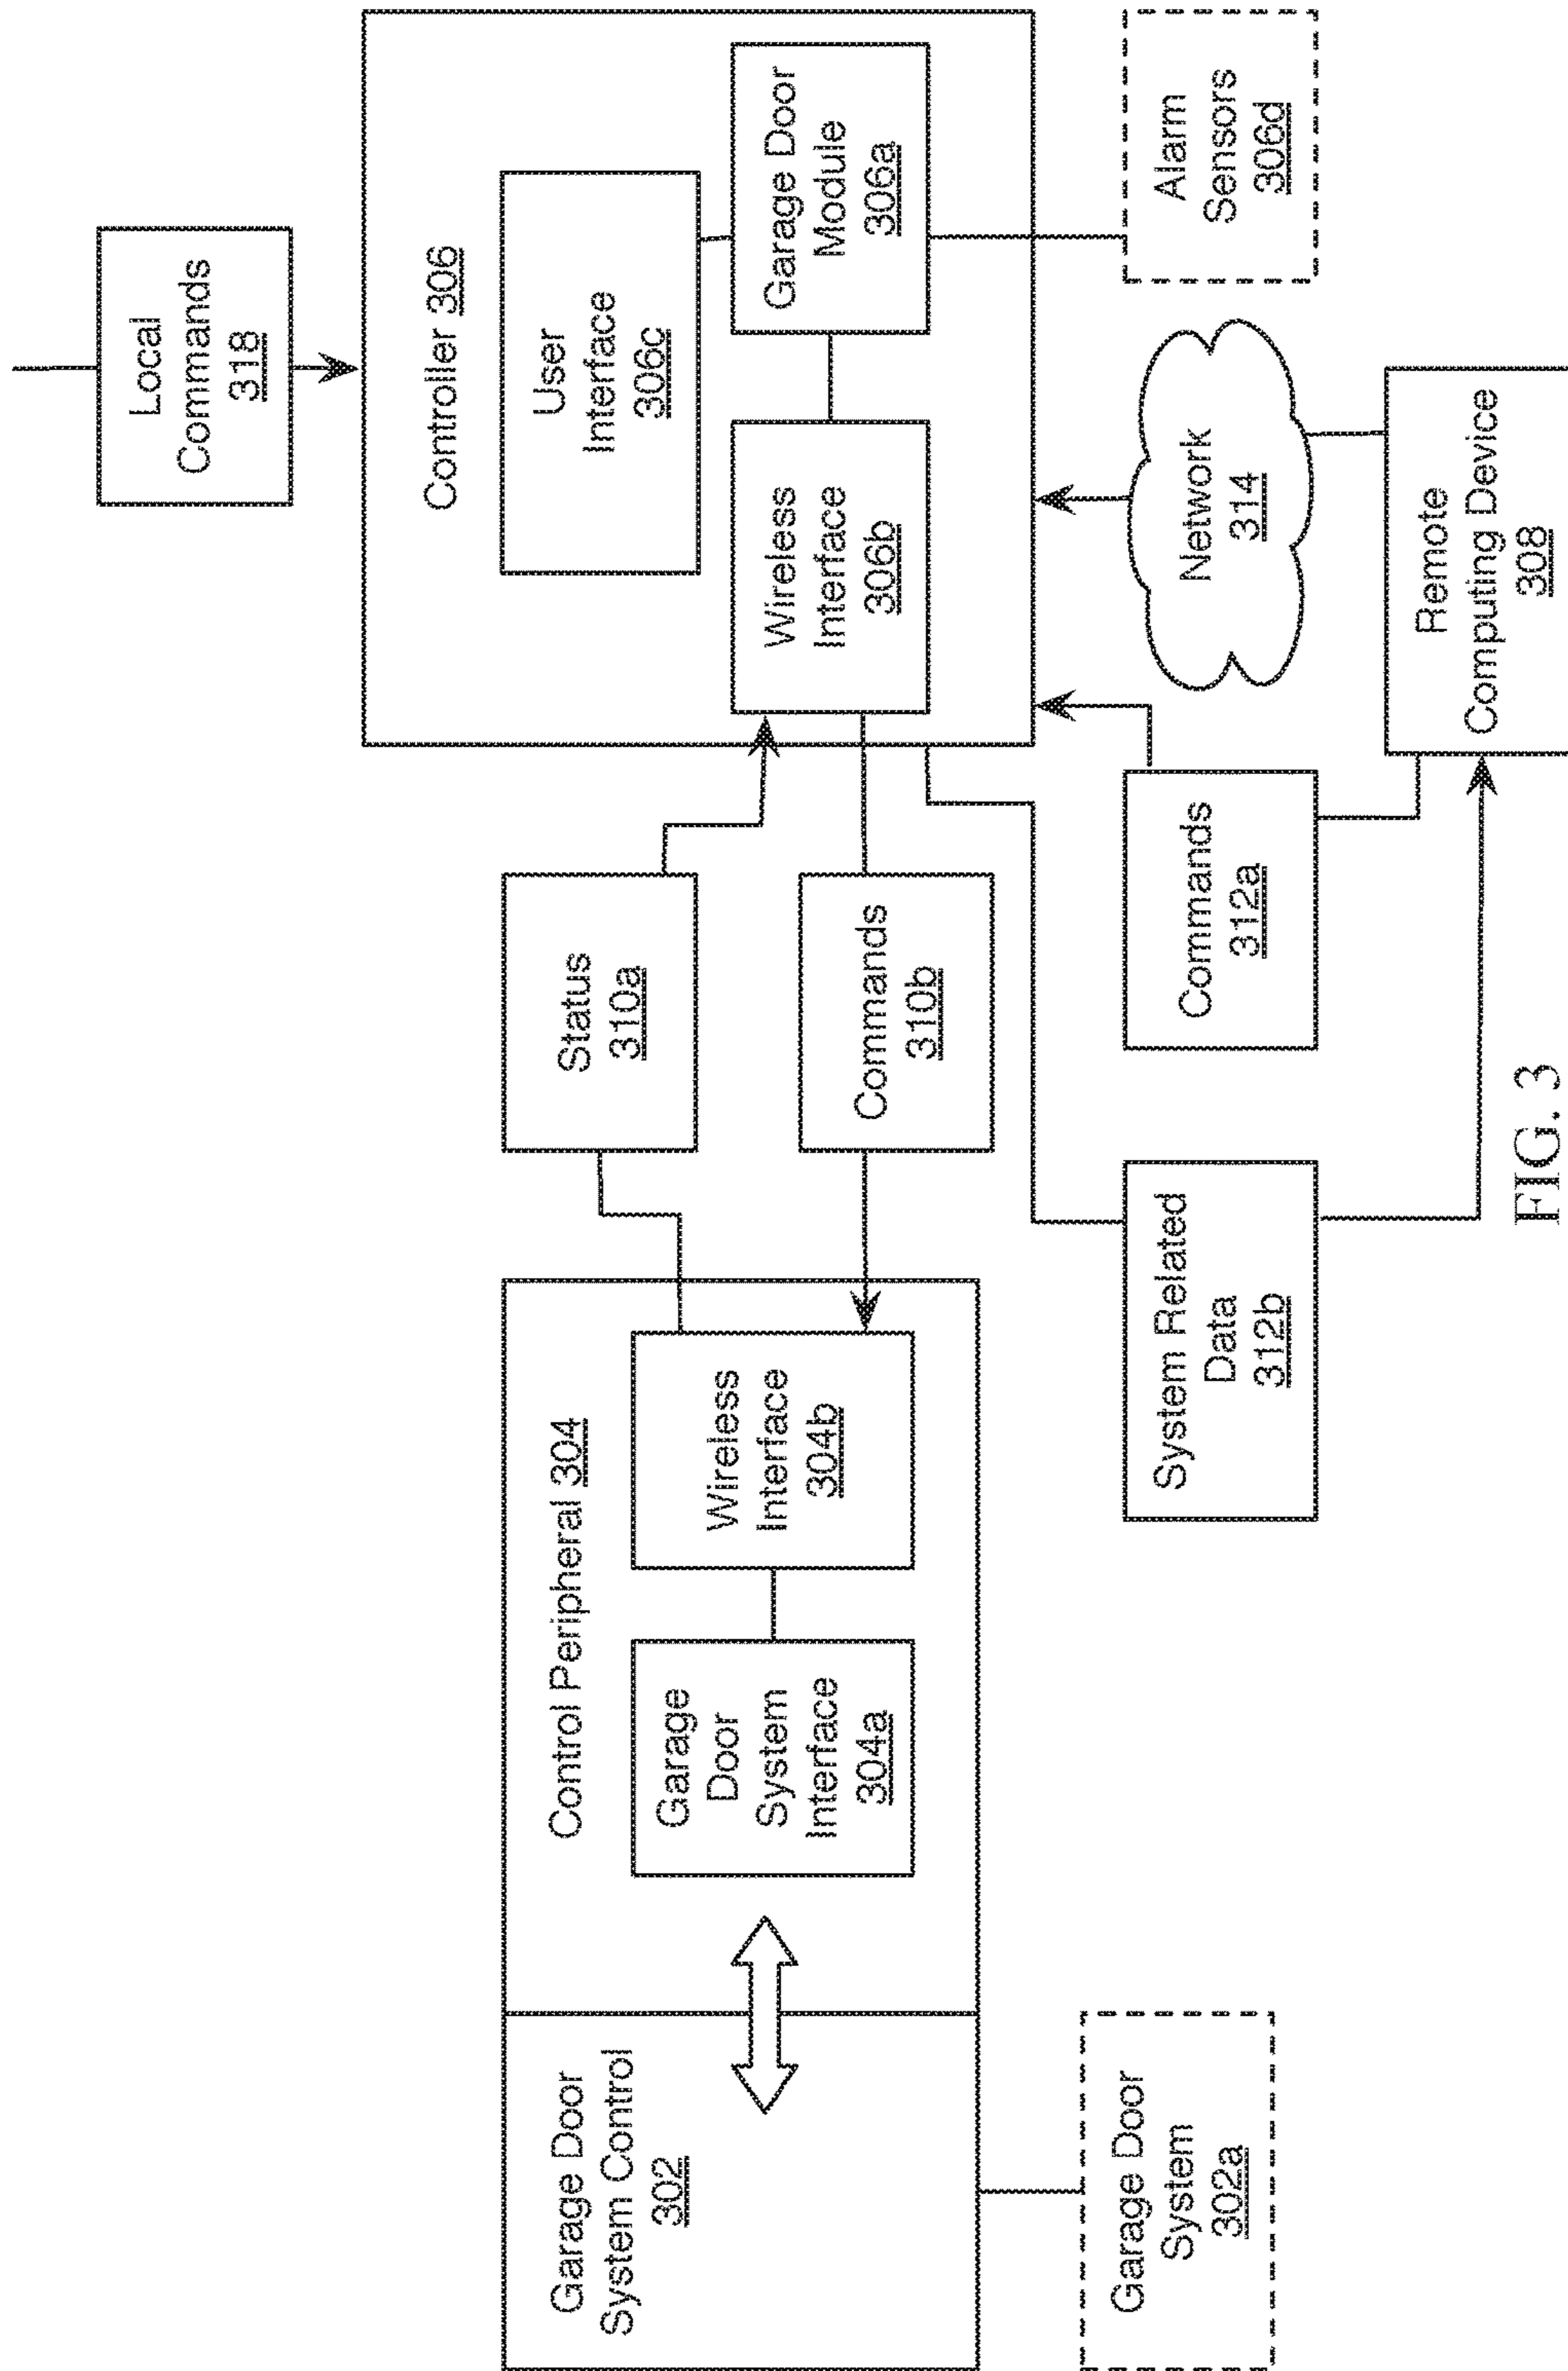 Local
Commands
318
Controller 306
User
Interface
306c
Wireless
Interface
306b
Garage Door
Module
306a
Alarm
Sensors
306d
Status
310a
Commands
310b
Network
314
Remote
Computing Device
308
Commands
312a
System Related
Data
312b
Control Peripheral 304
Garage
Door
System
Interface
304a
Wireless
Interface
304b
Garage Door
System Control
302
Garage Door
System
302a
FIG. 3